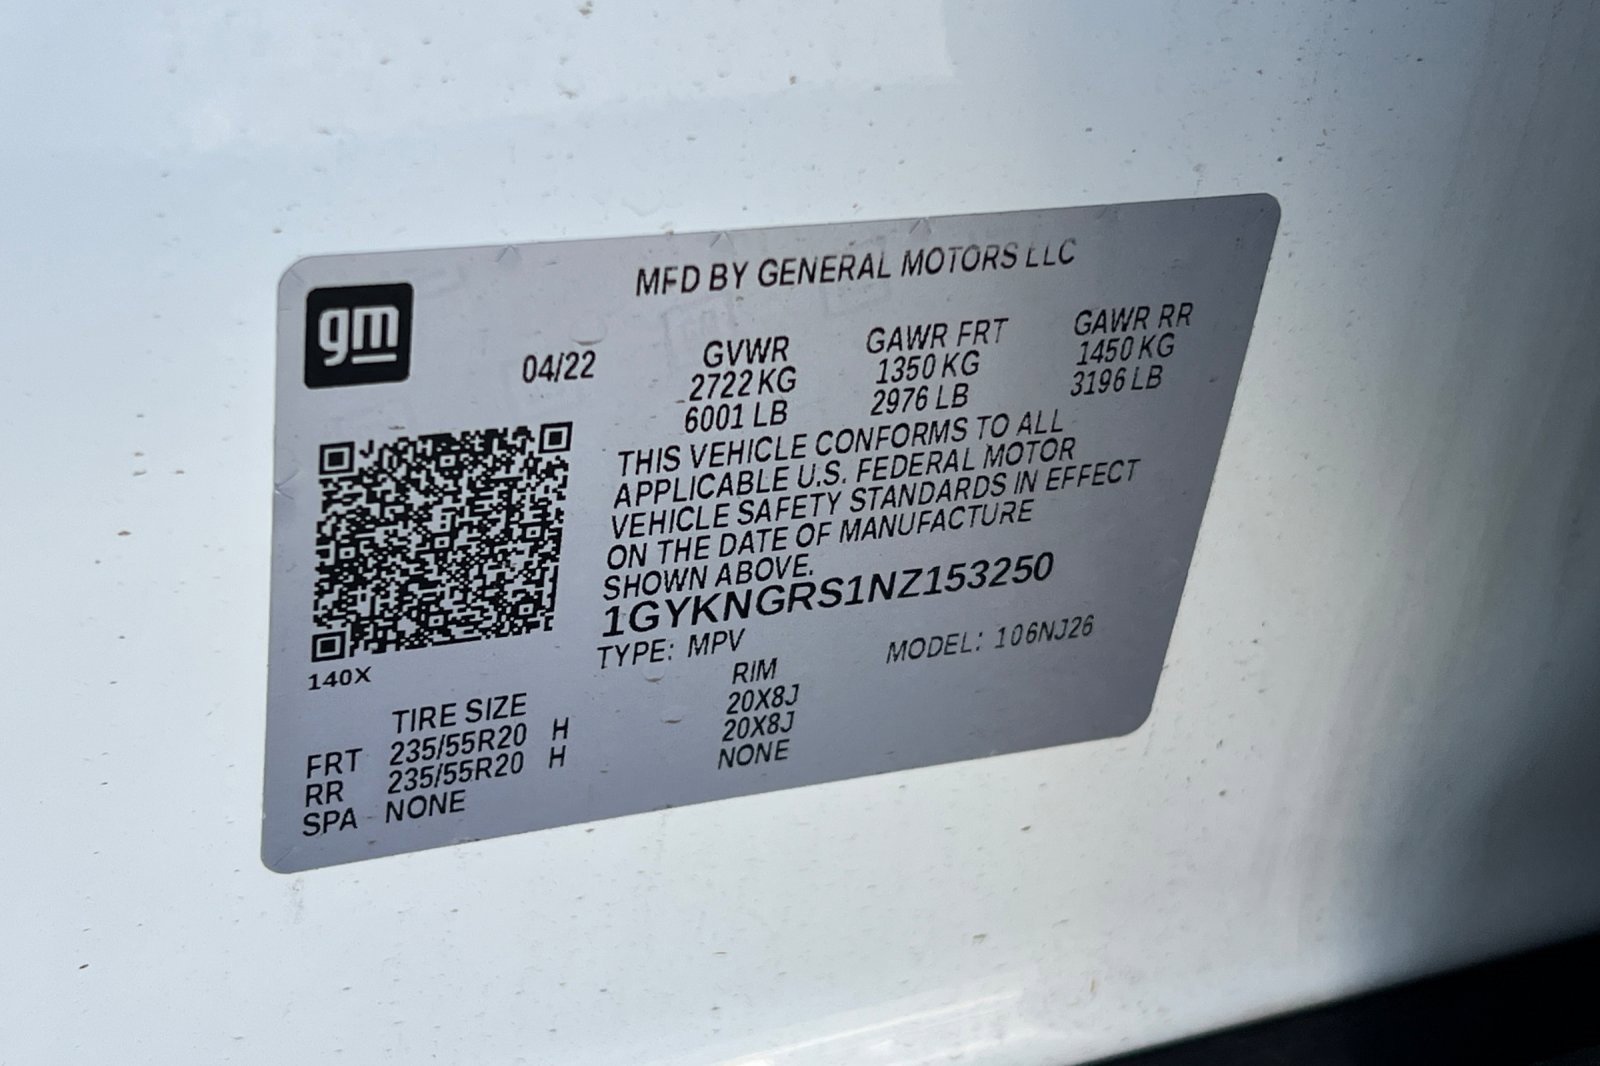 gm
MFD BY GENERAL MOTORS LLC
04/22 GVWR GAWR FRT GAWR RR
2722 KG 1350 KG 1450 KG
6001 LB 2976 LB 3196 LB
THIS VEHICLE CONFORMS TO ALL
APPLICABLE U.S. FEDERAL MOTOR
VEHICLE SAFETY STANDARDS IN EFFECT
ON THE DATE OF MANUFACTURE
SHOWN ABOVE.
1GYKNGRS1NZ153250
TYPE: MPV MODEL: 106NJ26
140X
TIRE SIZE RIM
FRT 235/55R20 H 20X8J
RR 235/55R20 H 20X8J
SPA NONE NONE